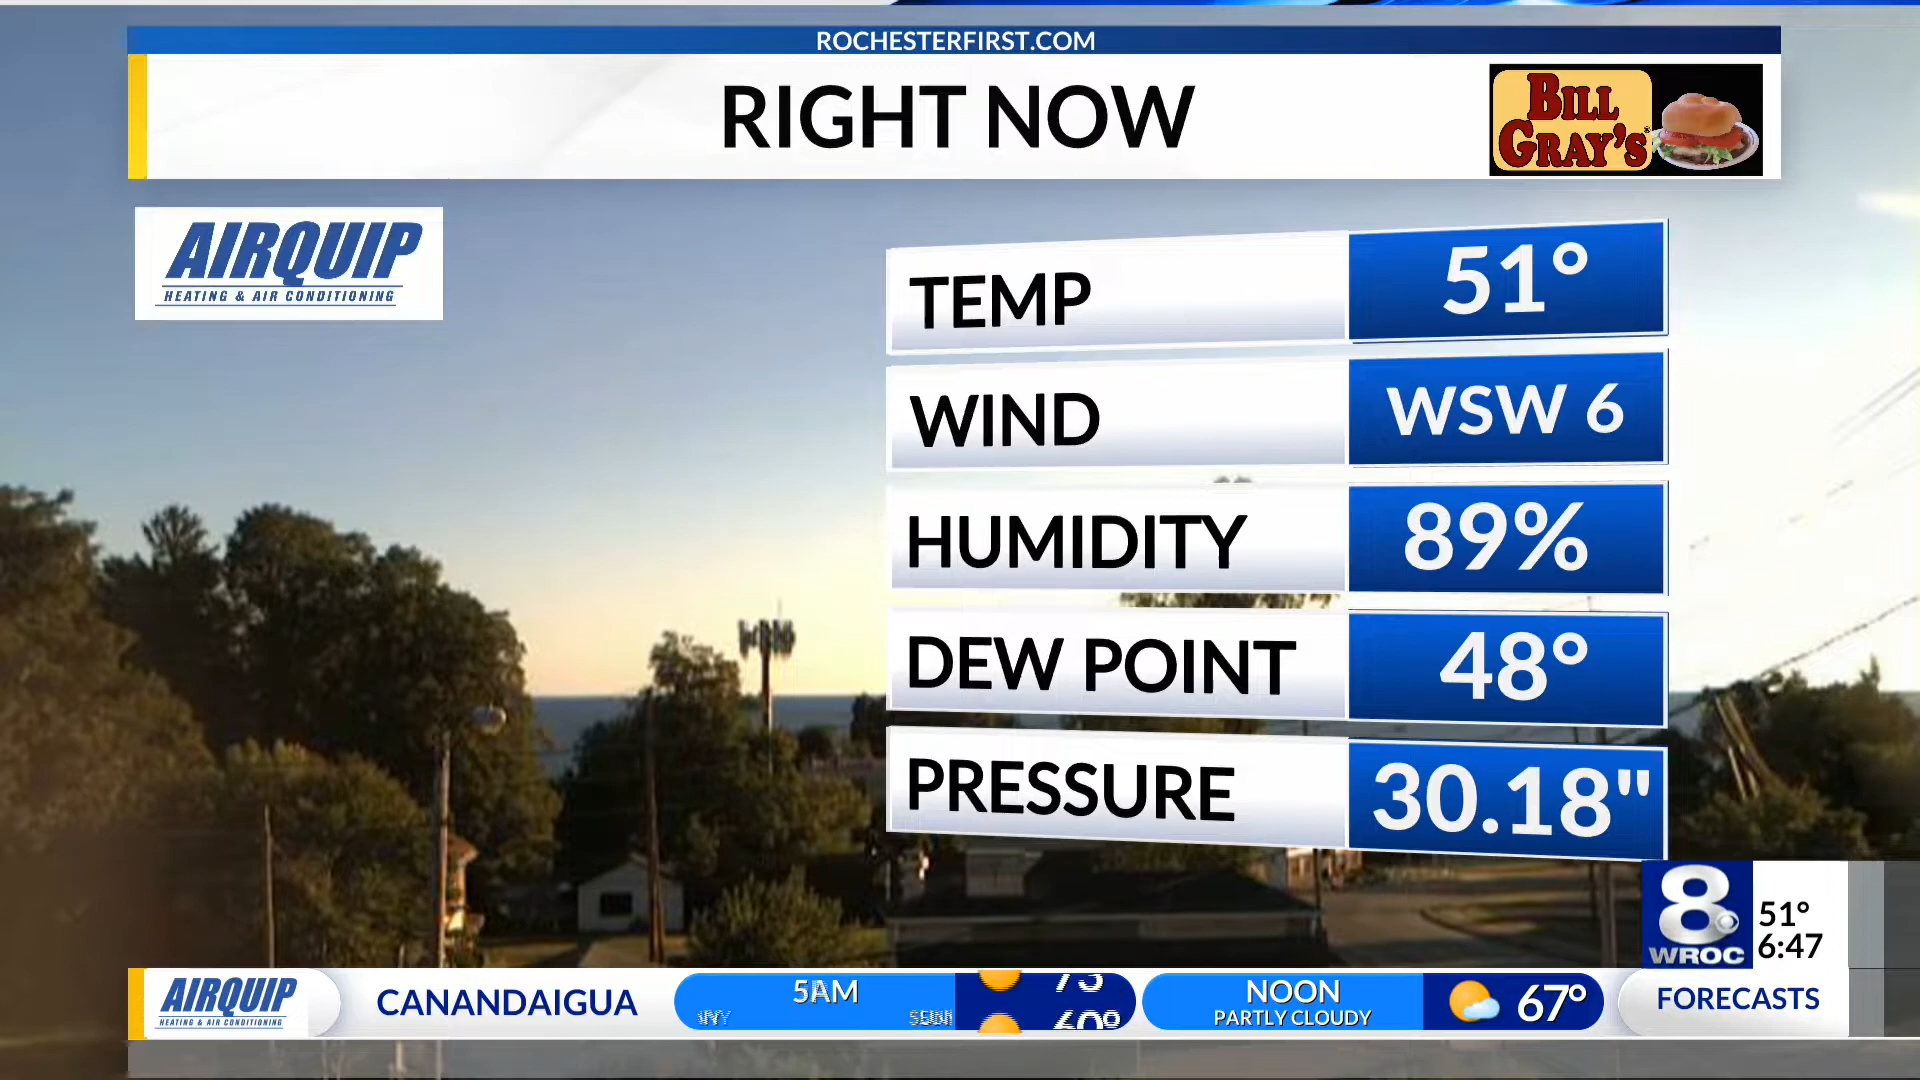 ROCHESTERFIRST.COM
RIGHT NOW
BILL
GRAY'S
AIRQUIP
HEATING & AIR CONDITIONING
TEMP 51°
WIND WSW 6
HUMIDITY 89%
DEW POINT 48°
PRESSURE 30.18"
8
WROC
51°
6:47
AIRQUIP
HEATING & AIR CONDITIONING
CANANDAIGUA
5AM
NOON
PARTLY CLOUDY
67°
FORECASTS